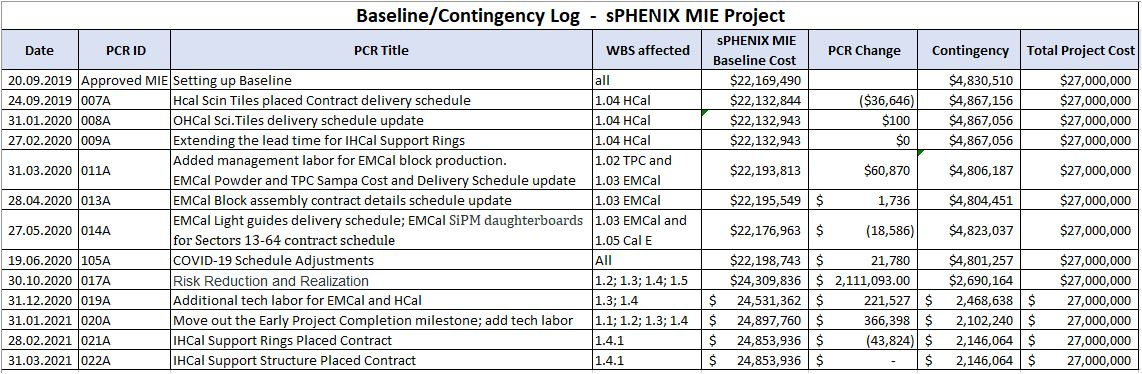 Baseline/Contingency Log - sPHENIX MIE Project
Date PCR ID PCR Title WBS affected sPHENIX MIE Baseline Cost PCR Change Contingency Total Project Cost
20.09.2019 Approved MIE Setting up Baseline all $22,169,490 $4,830,510 $27,000,000
24.09.2019 007A Hcal Scin Tiles placed Contract delivery schedule 1.04 HCal $22,132,844 ($36,646) $4,867,156 $27,000,000
31.01.2020 008A OHCal Sci.Tiles delivery schedule update 1.04 HCal $22,132,943 $100 $4,867,056 $27,000,000
27.02.2020 009A Extending the lead time for IHCal Support Rings 1.04 HCal $22,132,943 $0 $4,867,056 $27,000,000
31.03.2020 011A Added management labor for EMCal block production. EMCal Powder and TPC Sampa Cost and Delivery Schedule update 1.02 TPC and 1.03 EMCal $22,193,813 $60,870 $4,806,187 $27,000,000
28.04.2020 013A EMCal Block assembly contract details schedule update 1.03 EMCal $22,195,549 $ 1,736 $4,804,451 $27,000,000
27.05.2020 014A EMCal Light guides delivery schedule; EMCal SiPM daughterboards for Sectors 13-64 contract schedule 1.03 EMCal and 1.05 Cal E $22,176,963 $ (18,586) $4,823,037 $27,000,000
19.06.2020 105A COVID-19 Schedule Adjustments All $22,198,743 $ 21,780 $4,801,257 $27,000,000
30.10.2020 017A Risk Reduction and Realization 1.2; 1.3; 1.4; 1.5 $24,309,836 $ 2,111,093.00 $2,690,164 $27,000,000
31.12.2020 019A Additional tech labor for EMCal and HCal 1.3; 1.4 $ 24,531,362 $ 221,527 $ 2,468,638 $ 27,000,000
31.01.2021 020A Move out the Early Project Completion milestone; add tech labor 1.1; 1.2; 1.3; 1.4 $ 24,897,760 $ 366,398 $ 2,102,240 $ 27,000,000
28.02.2021 021A IHCal Support Rings Placed Contract 1.4.1 $ 24,853,936 $ (43,824) $ 2,146,064 $ 27,000,000
31.03.2021 022A IHCal Support Structure Placed Contract 1.4.1 $ 24,853,936 $ - $ 2,146,064 $ 27,000,000